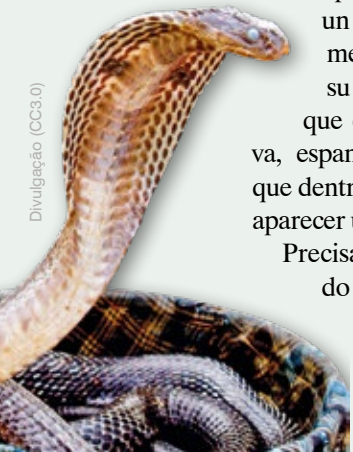 Divulgação (CC3.0)
un
me
su
que
va, espan
que dentr
aparecer u
Precisa
do